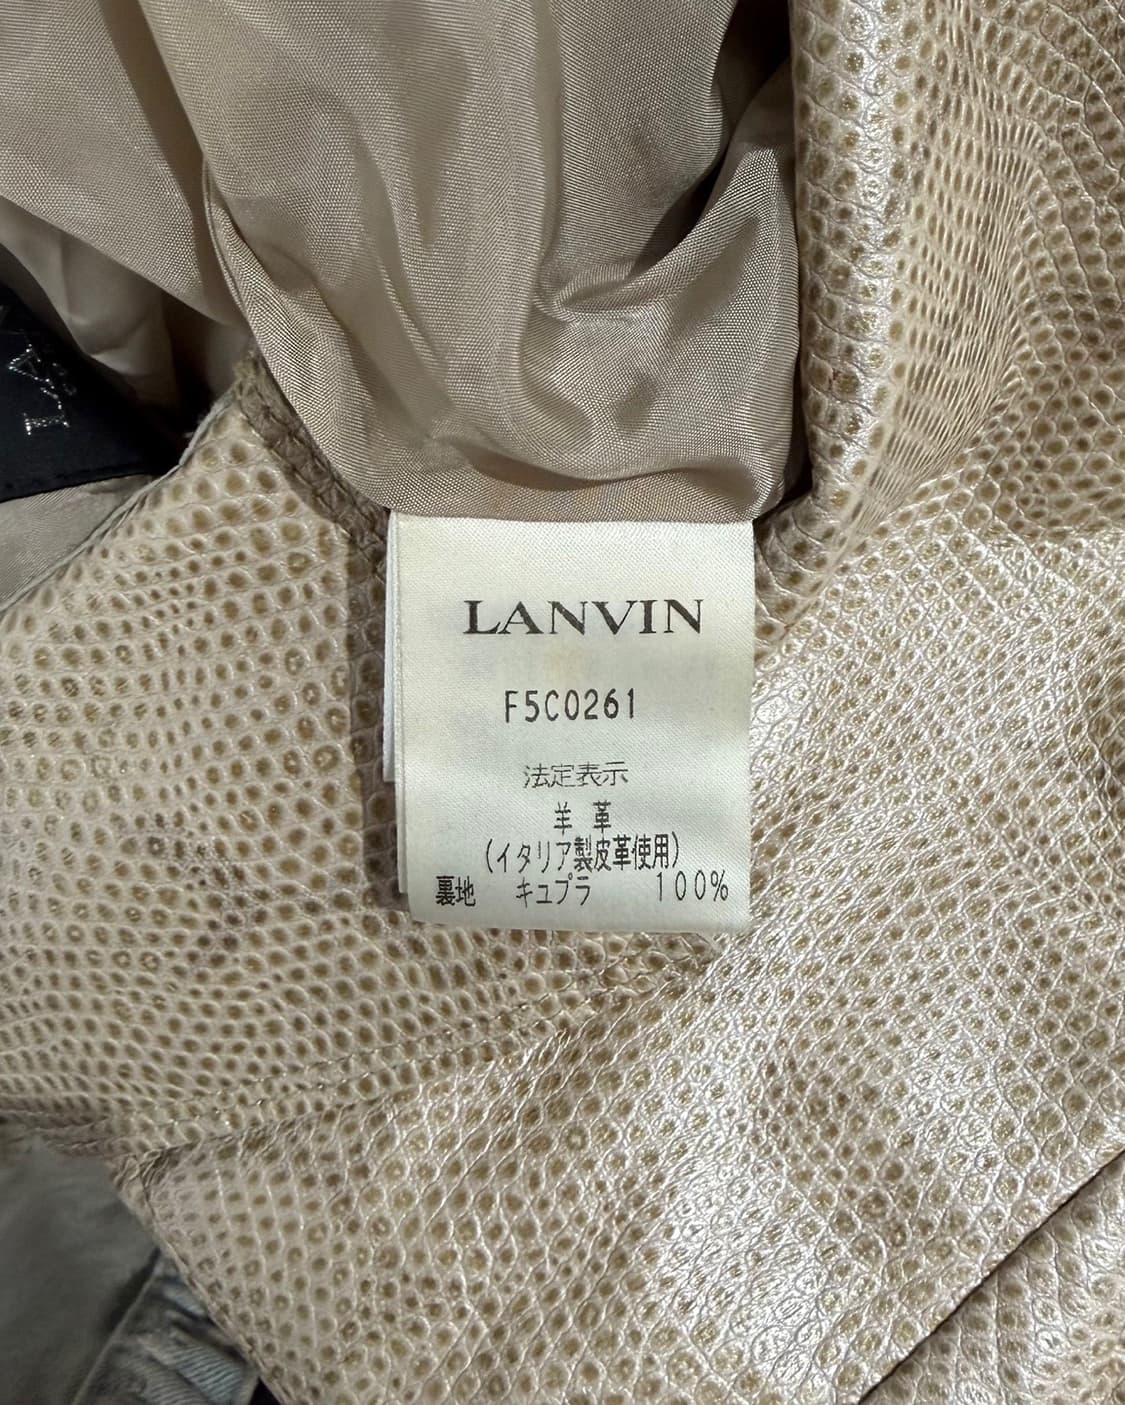 LANVIN
F5C0261
法定表示
羊 革
(イタリア製皮革使用)
裏地 キュプラ 100%
LA